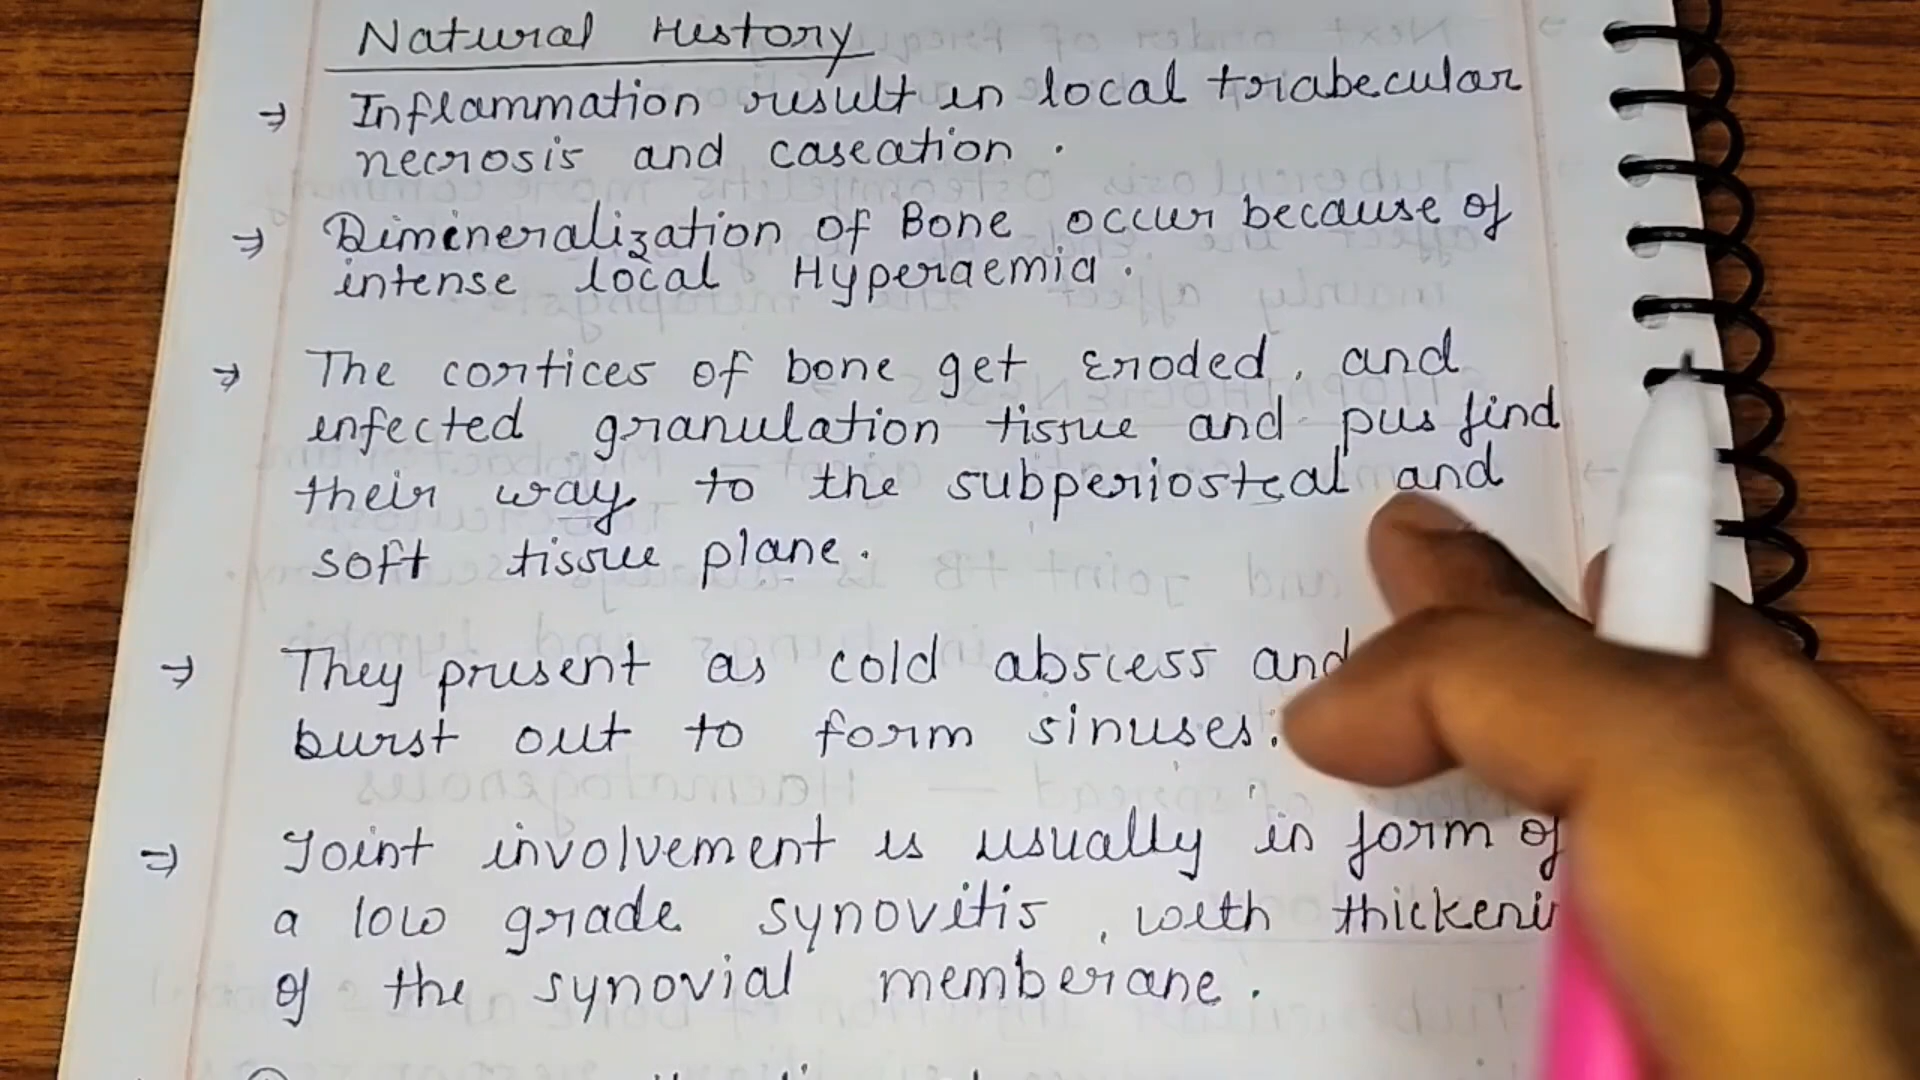 Natural History
→ Inflammation result in local trabecular
necrosis and caseation.
→ Dimineralization of Bone occur because of
intense local Hyperaemia.
→ The cortices of bone get Eroded, and
infected granulation tissue and pus find
their way to the subperiosteal and
soft tissue plane.
→ They present as cold abscess and
burst out to form sinuses.
⇒ Joint involvement is usually in form of
a low grade synovitis, with
of the synovial memberane.